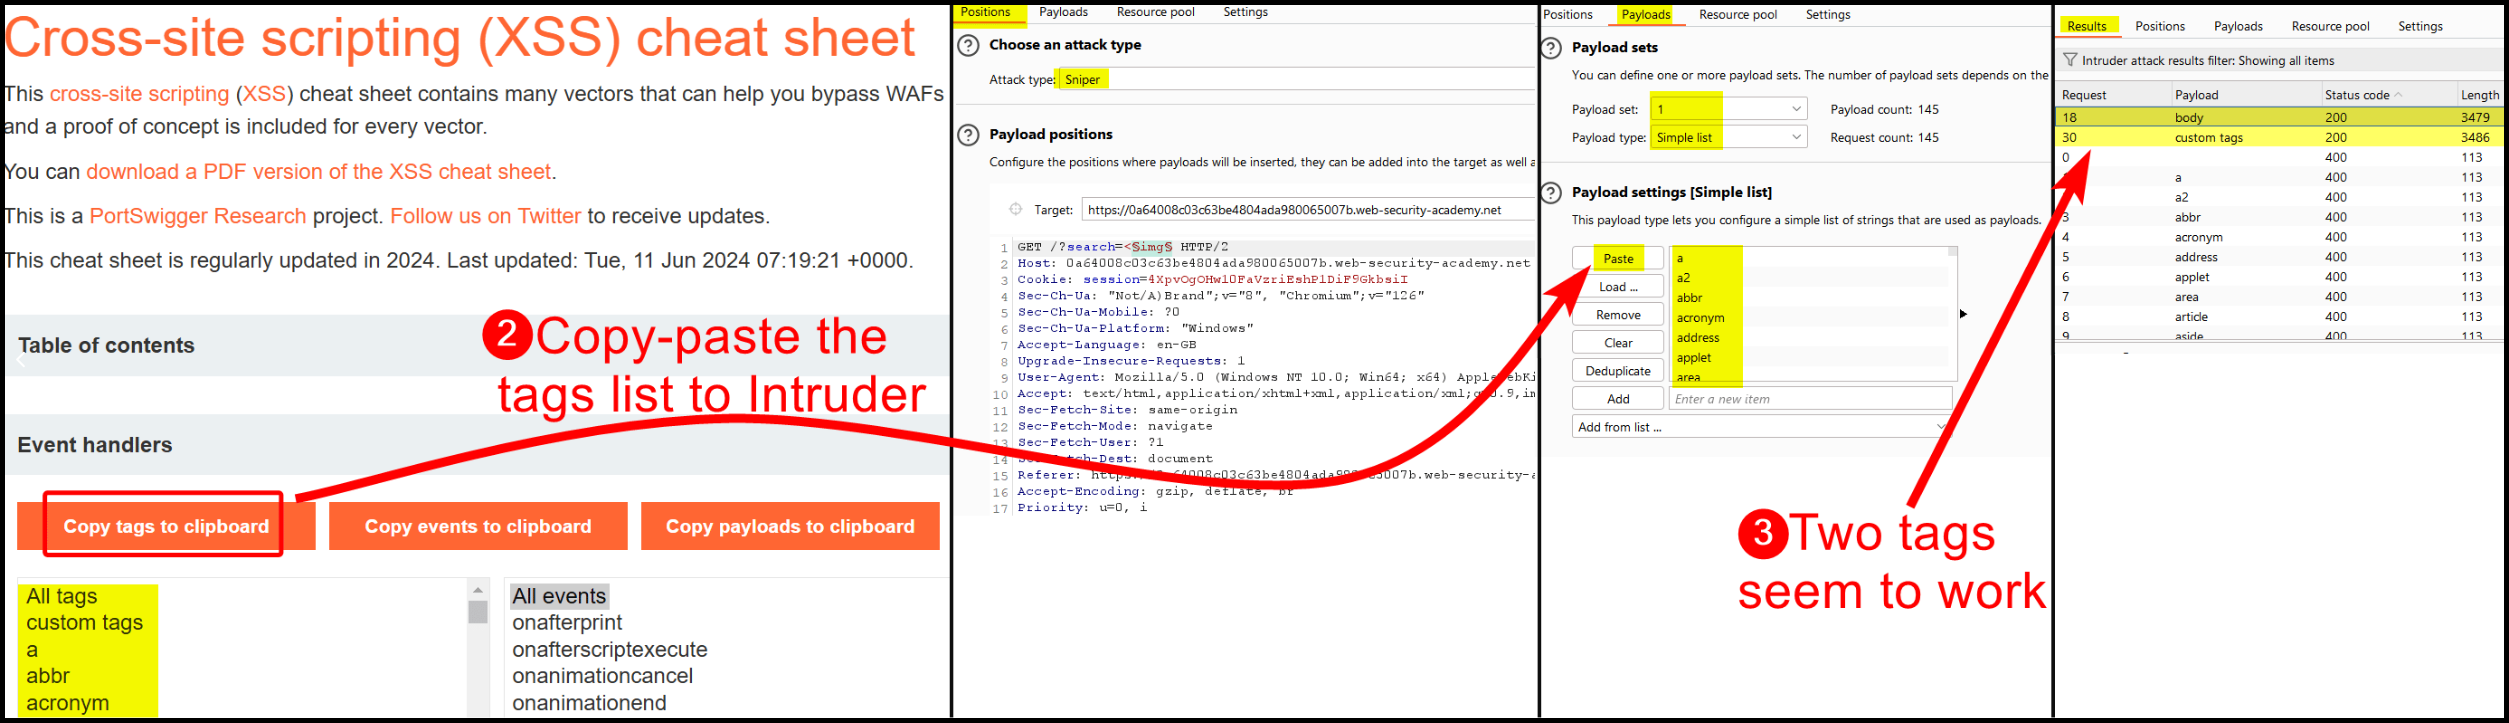 Cross-site scripting (XSS) cheat sheet
This cross-site scripting (XSS) cheat sheet contains many vectors that can help you bypass WAFs
and a proof of concept is included for every vector.
You can download a PDF version of the XSS cheat sheet.
This is a PortSwigger Research project. Follow us on Twitter to receive updates.
This cheat sheet is regularly updated in 2024. Last updated: Tue, 11 Jun 2024 07:19:21 +0000.
Table of contents
Event handlers
Copy tags to clipboard
Copy events to clipboard
Copy payloads to clipboard
All tags
custom tags
a
abbr
acronym
All events
onafterprint
onafterscriptexecute
onanimationcancel
onanimationend
2 Copy-paste the
tags list to Intruder
Positions Payloads Resource pool Settings
? Choose an attack type
Attack type: Sniper
? Payload positions
Configure the positions where payloads will be inserted, they can be added into the target as well a
Target: https://0a64008c03c63be4804ada980065007b.web-security-academy.net
1 GET /?search=<§img§ HTTP/2
2 Host: 0a64008c03c63be4804ada980065007b.web-security-academy.net
3 Cookie: session=4XpvOgOHwl0FaVzriEshPlDiF9GkbsiI
4 Sec-Ch-Ua: "Not/A)Brand";v="8", "Chromium";v="126"
5 Sec-Ch-Ua-Mobile: ?0
6 Sec-Ch-Ua-Platform: "Windows"
7 Accept-Language: en-GB
8 Upgrade-Insecure-Requests: 1
9 User-Agent: Mozilla/5.0 (Windows NT 10.0; Win64; x64) AppleWebKi
10 Accept: text/html,application/xhtml+xml,application/xml;q=0.9,im
11 Sec-Fetch-Site: same-origin
12 Sec-Fetch-Mode: navigate
13 Sec-Fetch-User: ?1
14 Sec-Fetch-Dest: document
15 Referer: https://0a64008c03c63be4804ada980065007b.web-security-a
16 Accept-Encoding: gzip, deflate, br
17 Priority: u=0, i
Positions Payloads Resource pool Settings
? Payload sets
You can define one or more payload sets. The number of payload sets depends on the
Payload set: 1 Payload count: 145
Payload type: Simple list Request count: 145
? Payload settings [Simple list]
This payload type lets you configure a simple list of strings that are used as payloads.
Paste
Load ...
Remove
Clear
Deduplicate
Add
Enter a new item
Add from list ...
a
a2
abbr
acronym
address
applet
area
3 Two tags
seem to work
Results Positions Payloads Resource pool Settings
Intruder attack results filter: Showing all items
Request Payload Status code Length
18 body 200 3479
30 custom tags 200 3486
0 400 113
a 400 113
a2 400 113
3 abbr 400 113
4 acronym 400 113
5 address 400 113
6 applet 400 113
7 area 400 113
8 article 400 113
9 aside 400 113